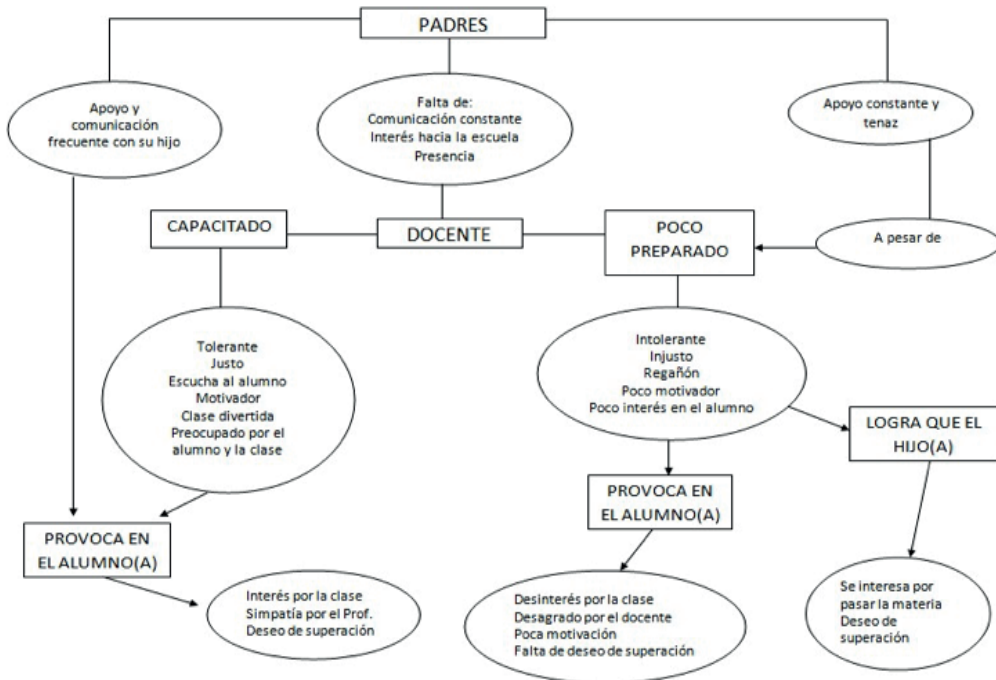 PADRES
Apoyo y
comunicación
frecuente con su hijo
Falta de:
Comunicación constante
Interés hacia la escuela
Presencia
Apoyo constante y
tenaz
CAPACITADO
DOCENTE
POCO
PREPARADO
A pesar de
Tolerante
Justo
Escucha al alumno
Motivador
Clase divertida
Preocupado por el
alumno y la clase
Intolerante
Injusto
Regañón
Poco motivador
Poco interés en el alumno
LOGRA QUE EL
HIJO(A)
PROVOCA EN
EL ALUMNO(A)
PROVOCA EN
EL ALUMNO(A)
Interés por la clase
Simpatía por el Prof.
Deseo de superación
Desinterés por la clase
Desagrado por el docente
Poca motivación
Falta de deseo de superación
Se interesa por
pasar la materia
Deseo de
superación